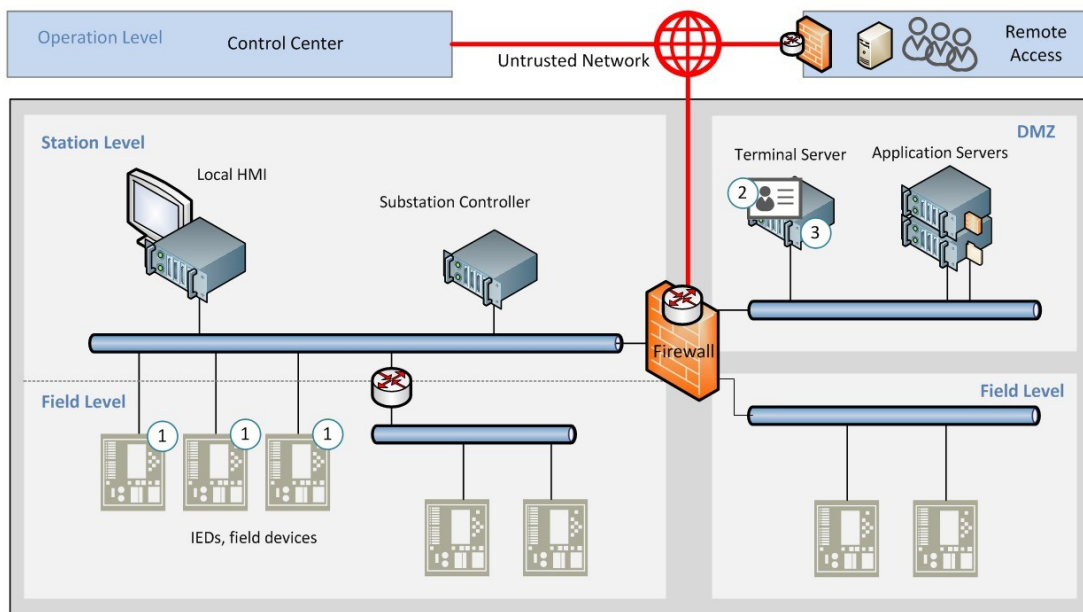 Operation Level
Control Center
Untrusted Network
Remote
Access
Station Level
Local HMI
Substation Controller
DMZ
Terminal Server
Application Servers
2
3
Firewall
Field Level
1
1
1
IEDs, field devices
Field Level